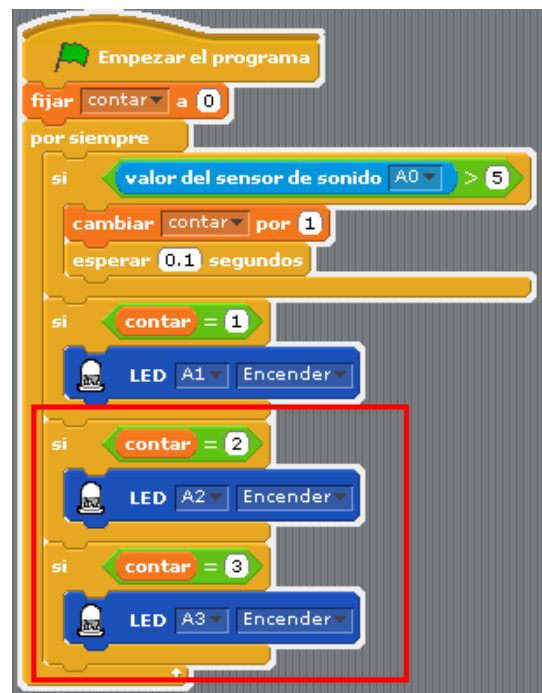 Empezar el programa
fijar contar a 0
por siempre
si valor del sensor de sonido A0 > 5
cambiar contar por 1
esperar 0.1 segundos
si contar = 1
LED A1 Encender
si contar = 2
LED A2 Encender
si contar = 3
LED A3 Encender